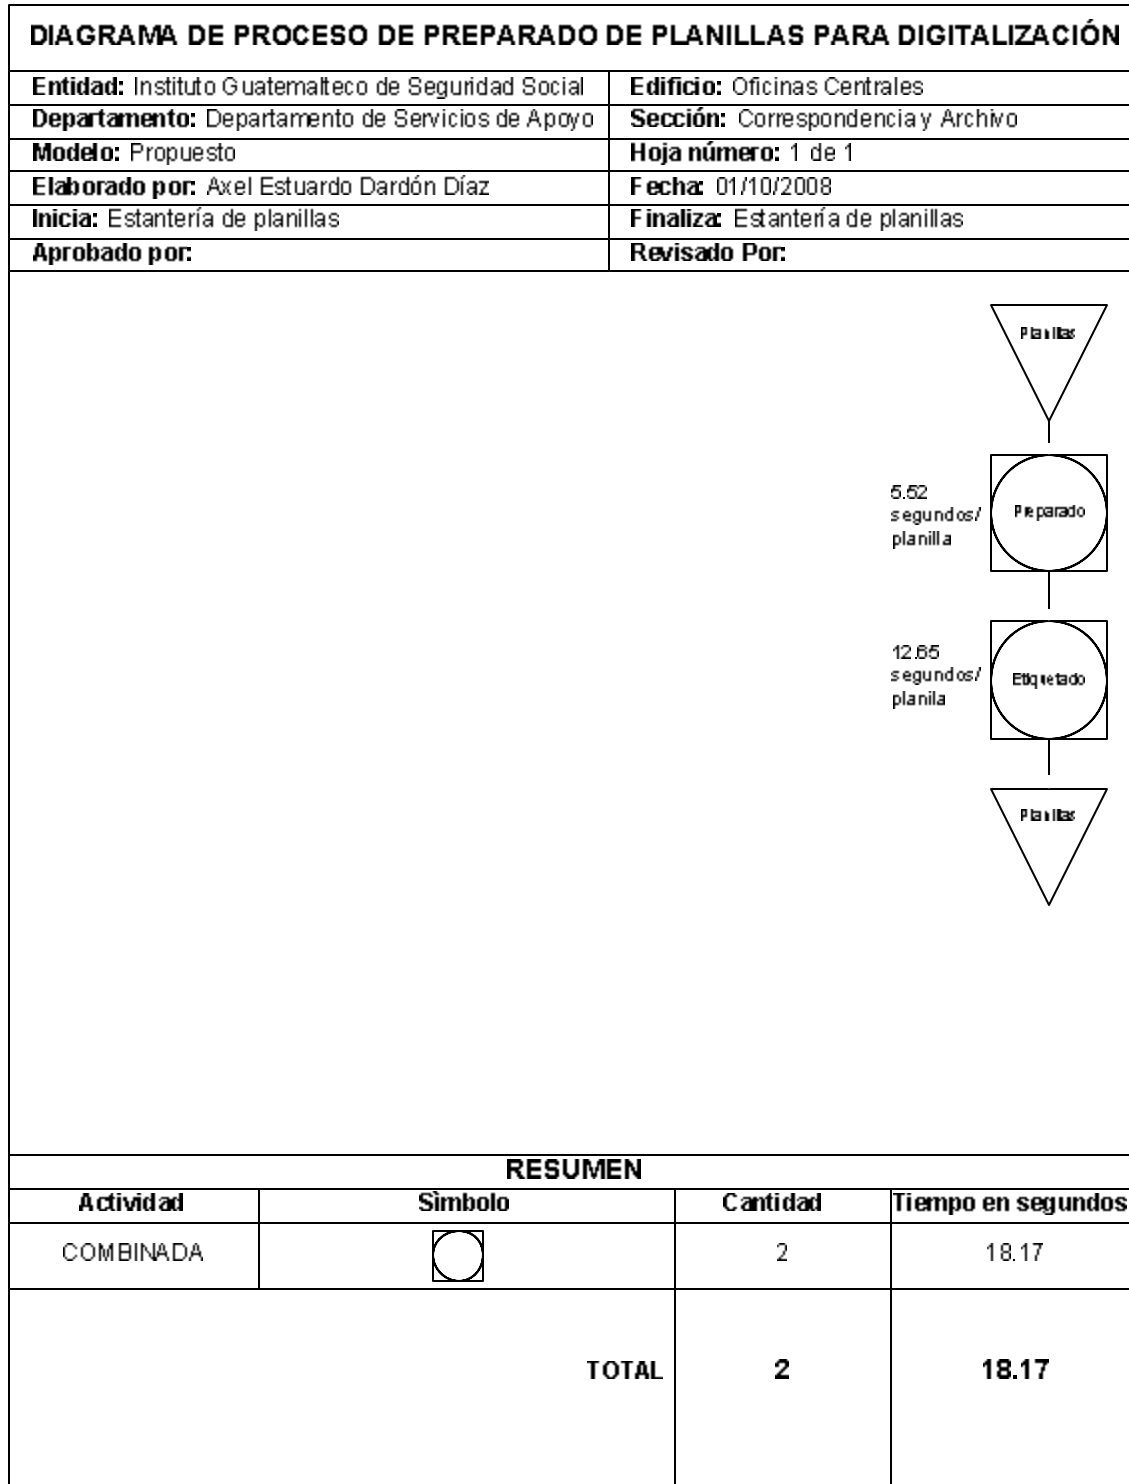 DIAGRAMA DE PROCESO DE PREPARADO DE PLANILLAS PARA DIGITALIZACIÓN
Entidad: Instituto Guatemalteco de Seguridad Social Edificio: Oficinas Centrales
Departamento: Departamento de Servicios de Apoyo Sección: Correspondencia y Archivo
Modelo: Propuesto Hoja número: 1 de 1
Elaborado por: Axel Estuardo Dardón Díaz Fecha: 01/10/2008
Inicia: Estantería de planillas Finaliza: Estantería de planillas
Aprobado por: Revisado Por:
Planillas
5.52
segundos/
planilla
Preparado
12.65
segundos/
planila
Etiquetado
Planillas
RESUMEN
Actividad Sìmbolo Cantidad Tiempo en segundos
COMBINADA 2 18.17
TOTAL 2 18.17